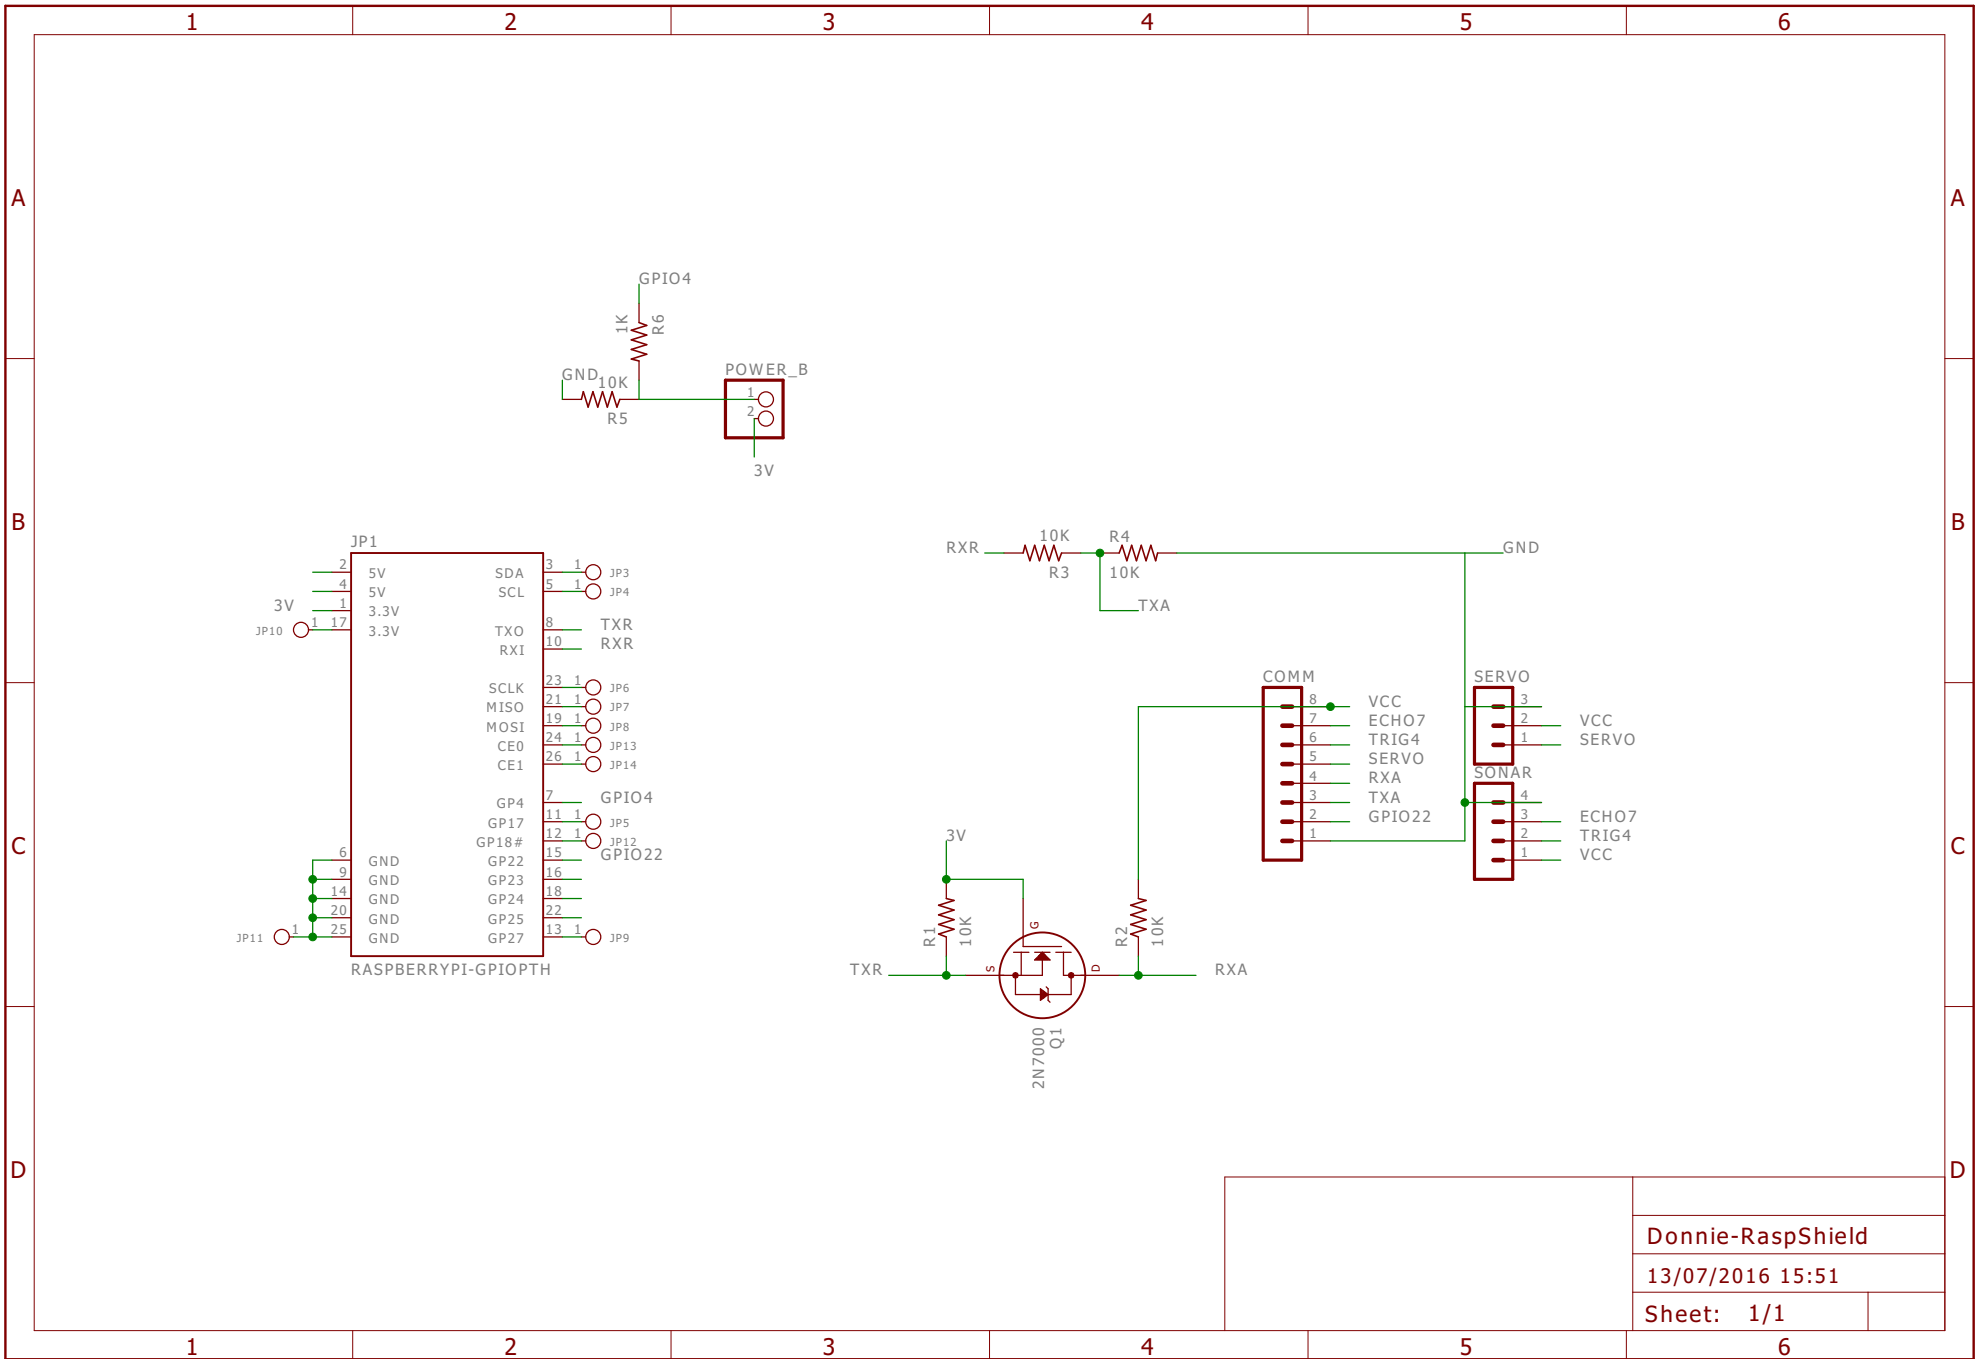 1 2 3 4 5 6
A A
GPIO4
1K
R6
GND
10K
R5
POWER_B
1
2
3V
B B
JP1
2 5V SDA 3 1 JP3
4 5V SCL 5 1 JP4
3V 1 3.3V
JP10 1 17 3.3V TXO 8 TXR
RXI 10 RXR
SCLK 23 1 JP6
MISO 21 1 JP7
MOSI 19 1 JP8
CE0 24 1 JP13
CE1 26 1 JP14
GP4 7 GPIO4
GP17 11 1 JP5
GP18# 12 1 JP12
6 GND GP22 15 GPIO22
9 GND GP23 16
14 GND GP24 18
20 GND GP25 22
JP11 1 25 GND GP27 13 1 JP9
RASPBERRYPI-GPIOPTH
RXR 10K R4 GND
R3 10K
TXA
COMM
8 VCC
7 ECHO7
6 TRIG4
5 SERVO
4 RXA
3 TXA
2 GPIO22
1
SERVO
3
2 VCC
1 SERVO
SONAR
4
3 ECHO7
2 TRIG4
1 VCC
C C
3V
R1
10K
G
R2
10K
TXR S D RXA
2N7000
Q1
D D
Donnie-RaspShield
13/07/2016 15:51
Sheet: 1/1
1 2 3 4 5 6